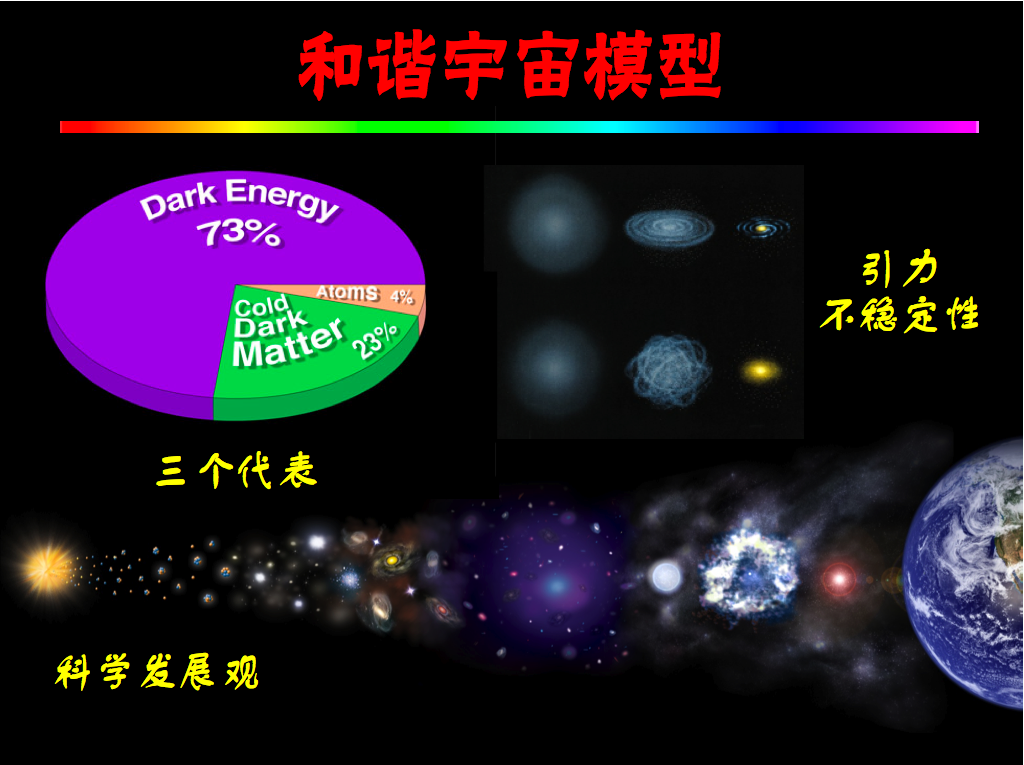 和谐宇宙模型
Dark Energy
73%
Atoms 4%
Cold
Dark
Matter 23%
引力
不稳定性
三个代表
科学发展观